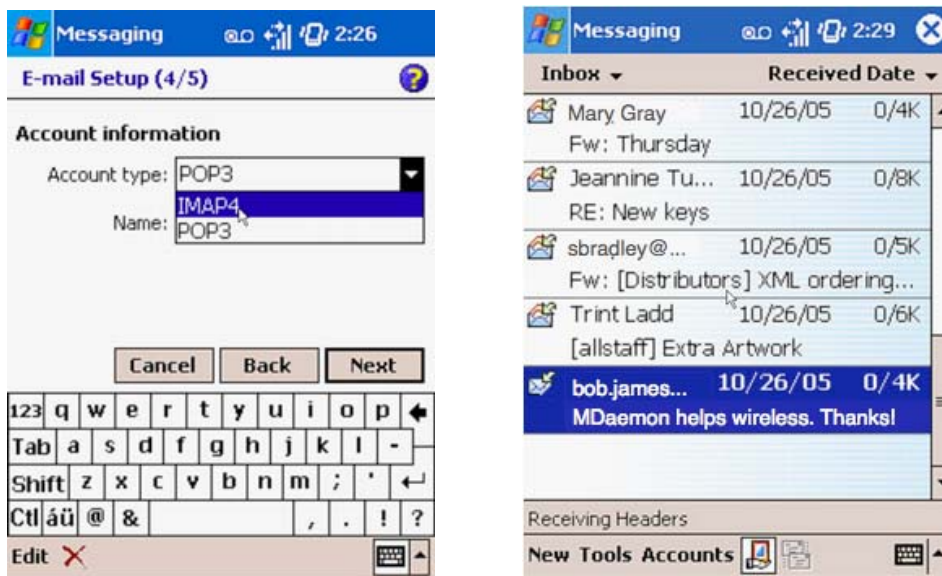 Messaging 2:26
E-mail Setup (4/5)
Account information
Account type: POP3
IMAP4
Name: POP3
Cancel Back Next
123 q w e r t y u i o p
Tab a s d f g h j k l -
Shift z x c v b n m ; '
Ctl áü @ & , . ! ?
Edit
Messaging 2:29
Inbox Received Date
Mary Gray 10/26/05 0/4K
Fw: Thursday
Jeannine Tu... 10/26/05 0/8K
RE: New keys
sbradley@... 10/26/05 0/5K
Fw: [Distributors] XML ordering...
Trint Ladd 10/26/05 0/6K
[allstaff] Extra Artwork
bob.james... 10/26/05 0/4K
MDaemon helps wireless. Thanks!
Receiving Headers
New Tools Accounts